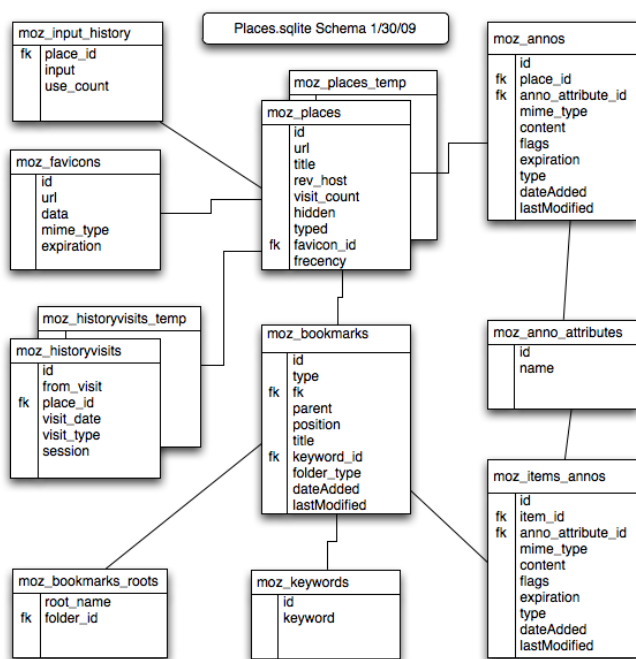 Places.sqlite Schema 1/30/09
moz_input_history
fk place_id
input
use_count
moz_favicons
id
url
data
mime_type
expiration
moz_historyvisits_temp
moz_historyvisits
id
from_visit
fk place_id
visit_date
visit_type
session
moz_bookmarks_roots
root_name
fk folder_id
moz_places_temp
moz_places
id
url
title
rev_host
visit_count
hidden
typed
fk favicon_id
frecency
moz_bookmarks
id
type
fk fk
parent
position
title
fk keyword_id
folder_type
dateAdded
lastModified
moz_keywords
id
keyword
moz_annos
id
fk place_id
fk anno_attribute_id
mime_type
content
flags
expiration
type
dateAdded
lastModified
moz_anno_attributes
id
name
moz_items_annos
id
fk item_id
fk anno_attribute_id
mime_type
content
flags
expiration
type
dateAdded
lastModified